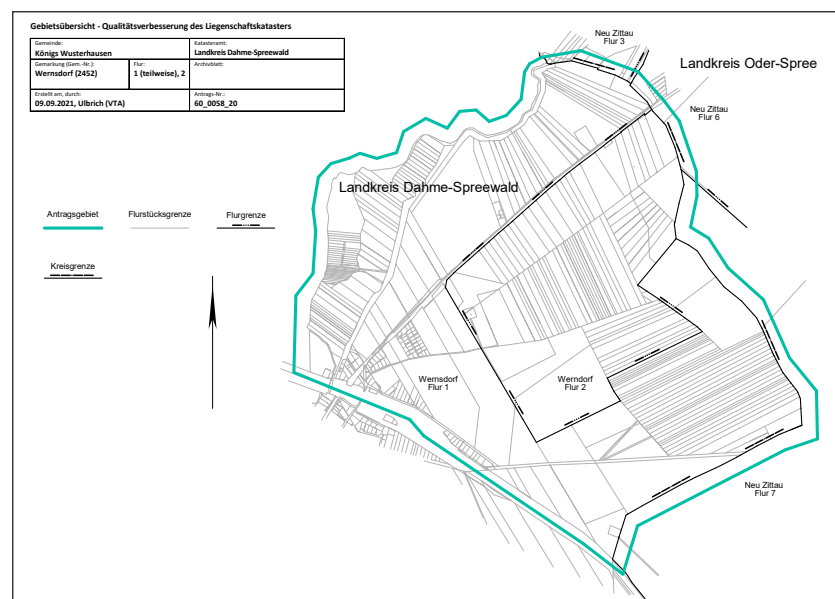 Gebietsübersicht - Qualitätsverbesserung des Liegenschaftskatasters
Gemeinde:
Königs Wusterhausen
Katasteramt:
Landkreis Dahme-Spreewald
Gemarkung (Gem.-Nr.):
Wernsdorf (2452)
Flur:
1 (teilweise), 2
Archivblatt:
Erstellt am, durch:
09.09.2021, Ulbrich (VTA)
Antrags-Nr.:
60_0058_20
Neu Zittau
Flur 3
Landkreis Oder-Spree
Neu Zittau
Flur 6
Landkreis Dahme-Spreewald
Antragsgebiet
Flurstücksgrenze
Flurgrenze
Kreisgrenze
Wernsdorf
Flur 1
Werndorf
Flur 2
Neu Zittau
Flur 7